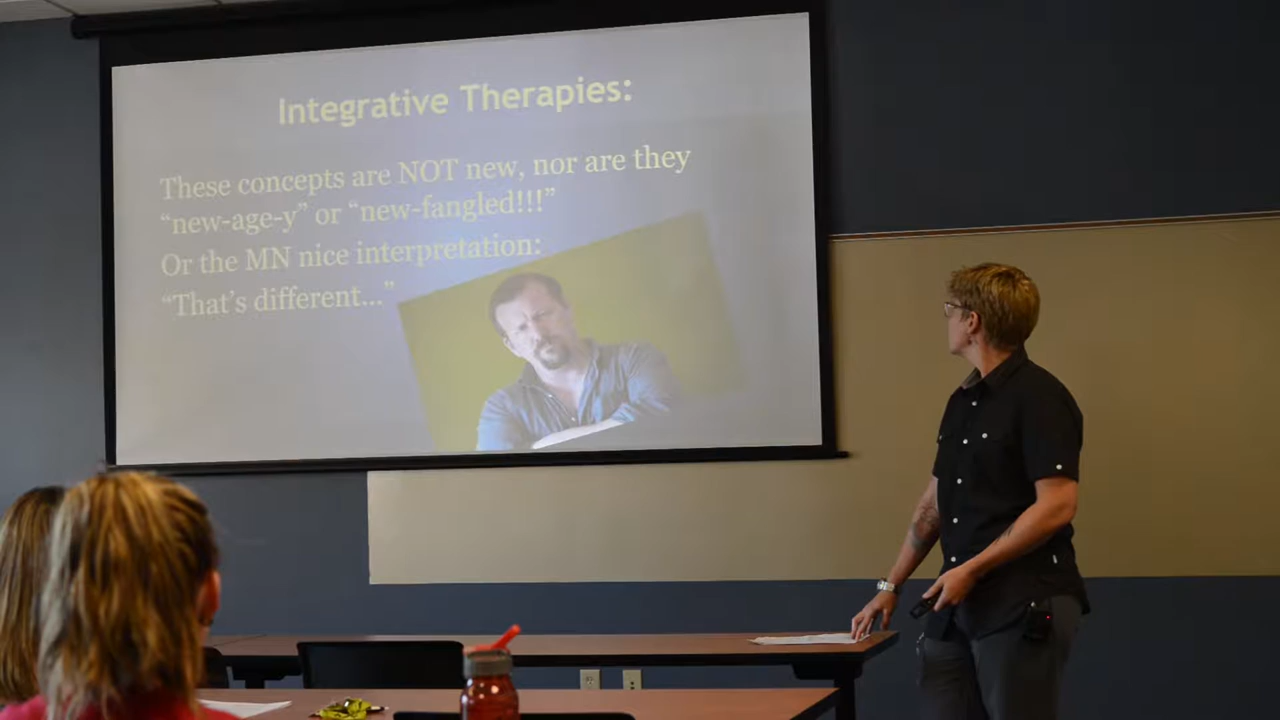 Integrative Therapies:
These concepts are NOT new, nor are they
“new-age-y” or “new-fangled!!!”
Or the MN nice interpretation:
“That’s different...”